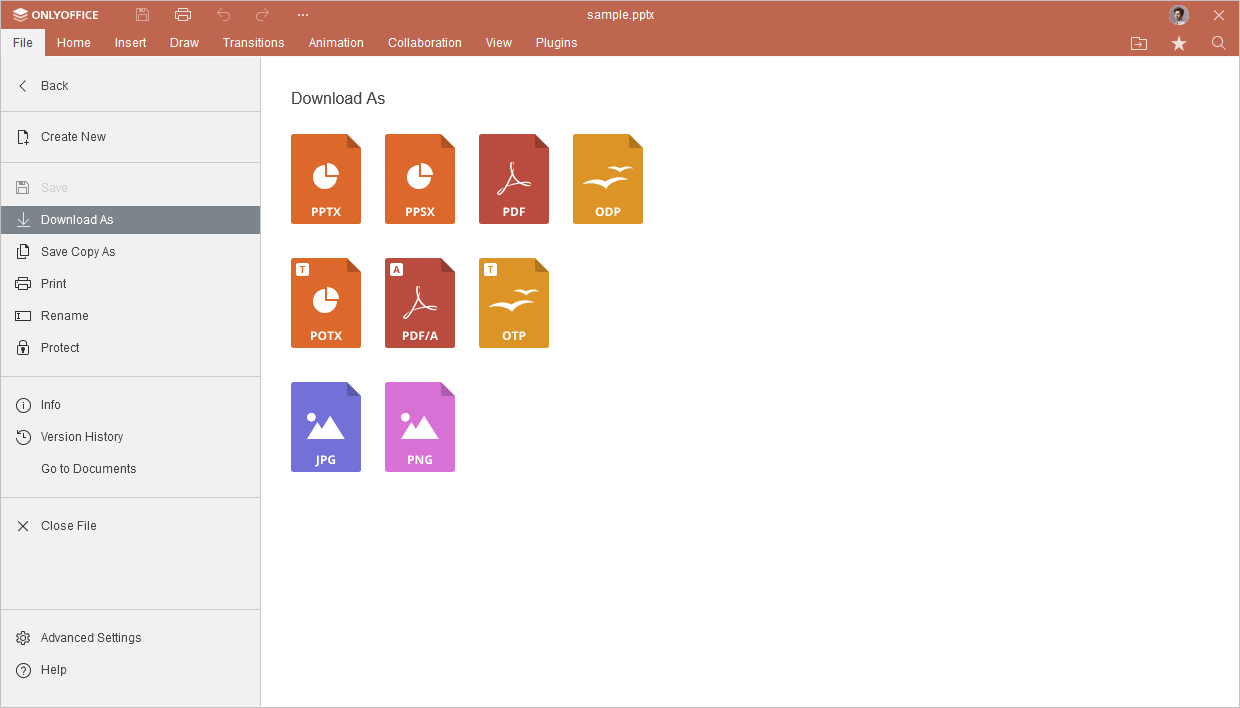 ONLYOFFICE
sample.pptx
File Home Insert Draw Transitions Animation Collaboration View Plugins
Back
Create New
Save
Download As
Save Copy As
Print
Rename
Protect
Info
Version History
Go to Documents
Close File
Advanced Settings
Help
Download As
PPTX PPSX PDF ODP
T A T
POTX PDF/A OTP
JPG PNG